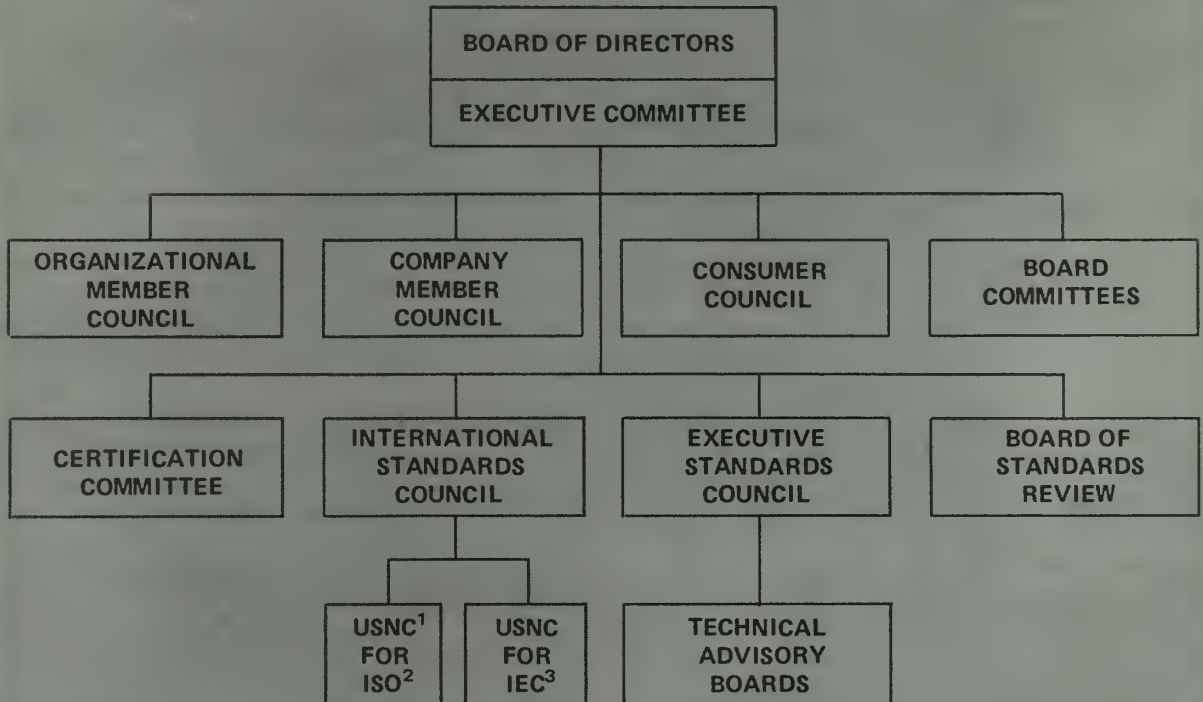 BOARD OF DIRECTORS
EXECUTIVE COMMITTEE
ORGANIZATIONAL
MEMBER
COUNCIL
COMPANY
MEMBER
COUNCIL
CONSUMER
COUNCIL
BOARD
COMMITTEES
CERTIFICATION
COMMITTEE
INTERNATIONAL
STANDARDS
COUNCIL
EXECUTIVE
STANDARDS
COUNCIL
BOARD OF
STANDARDS
REVIEW
USNC¹
FOR
ISO²
USNC
FOR
IEC³
TECHNICAL
ADVISORY
BOARDS